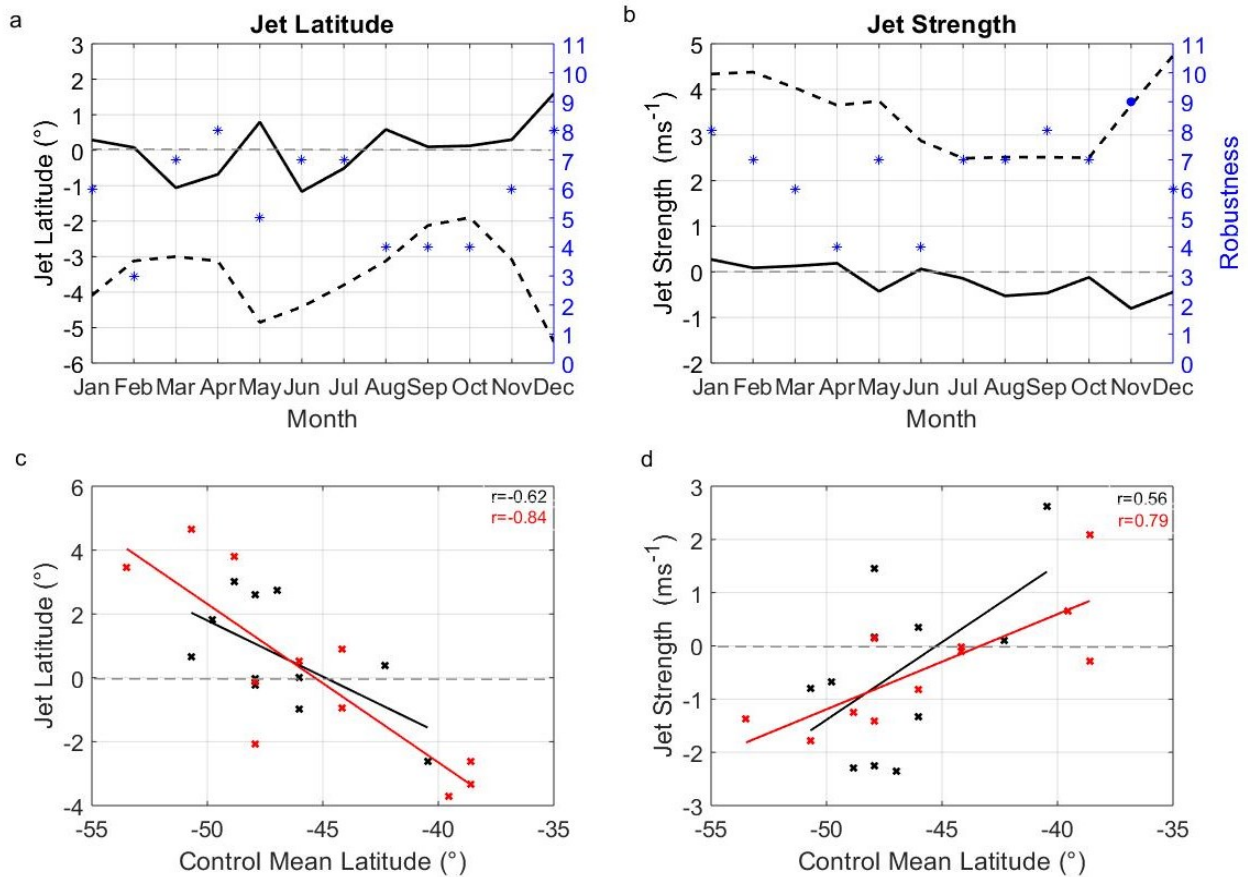 a
Jet Latitude
3
2
1
0
-1
-2
-3
-4
-5
-6
Jet Latitude (°)
11
10
9
8
7
6
5
4
3
2
1
0
Jan Feb Mar Apr May Jun Jul Aug Sep Oct Nov Dec
Month
b
Jet Strength
5
4
3
2
1
0
-1
-2
Jet Strength (ms-1)
11
10
9
8
7
6
5
4
3
2
1
0
Robustness
Jan Feb Mar Apr May Jun Jul Aug Sep Oct Nov Dec
Month
c
r=-0.62
r=-0.84
6
4
2
0
-2
-4
Jet Latitude (°)
-55 -50 -45 -40 -35
Control Mean Latitude (°)
d
r=0.56
r=0.79
3
2
1
0
-1
-2
-3
Jet Strength (ms-1)
-55 -50 -45 -40 -35
Control Mean Latitude (°)